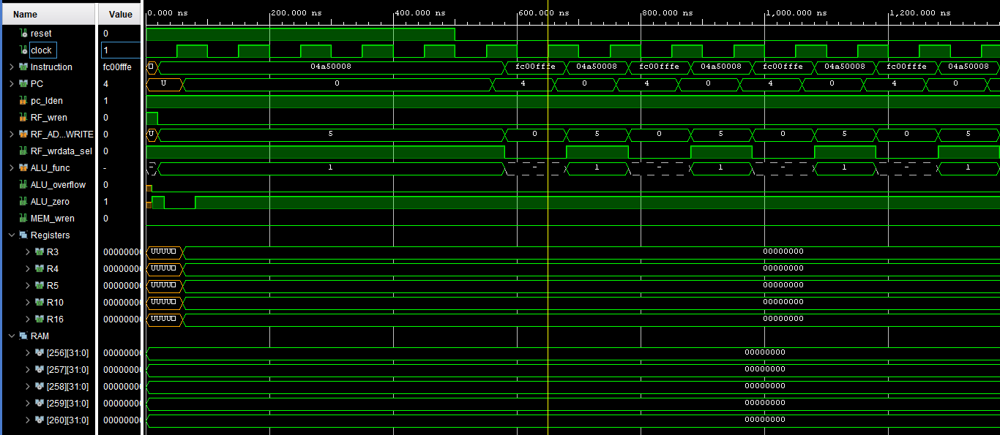 Name Value 0.000 ns 200.000 ns 400.000 ns 600.000 ns 800.000 ns 1,000.000 ns 1,200.000 ns
reset 0
clock 1
Instruction fc00fffe 04a50008 fc00fffe 04a50008 fc00fffe 04a50008 fc00fffe 04a50008 fc00fffe 04a50008
PC 4 U 0 4 0 4 0 4 0 4 0
pc_lden 1
RF_wren 0
RF_AD...WRITE 0 U 5 0 5 0 5 0 5 0 5
RF_wrdata_sel 0
ALU_func - - 1 - 1 - 1 - 1 - 1
ALU_overflow 0
ALU_zero 1
MEM_wren 0
Registers
R3 00000000 UUUU 00000000
R4 00000000 UUUU 00000000
R5 00000000 UUUU 00000000
R10 00000000 UUUU 00000000
R16 00000000 UUUU 00000000
RAM
[256][31:0] 00000000 00000000
[257][31:0] 00000000 00000000
[258][31:0] 00000000 00000000
[259][31:0] 00000000 00000000
[260][31:0] 00000000 00000000